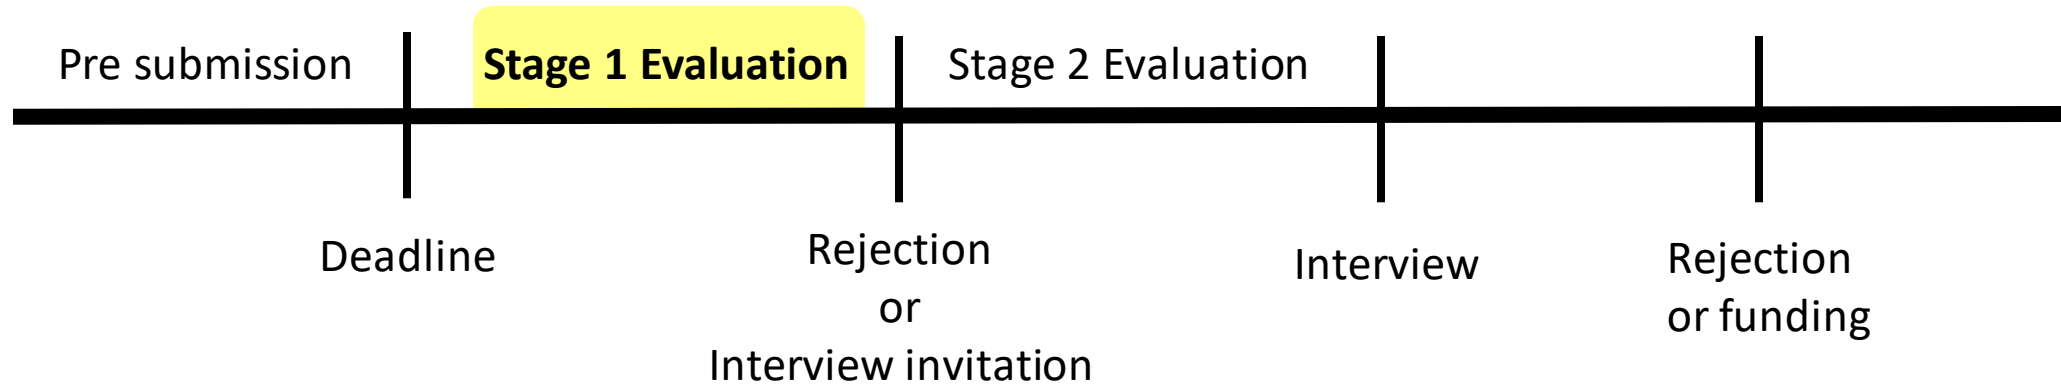 Pre submission
Stage 1 Evaluation
Stage 2 Evaluation
Deadline
Rejection
or
Interview invitation
Interview
Rejection
or funding